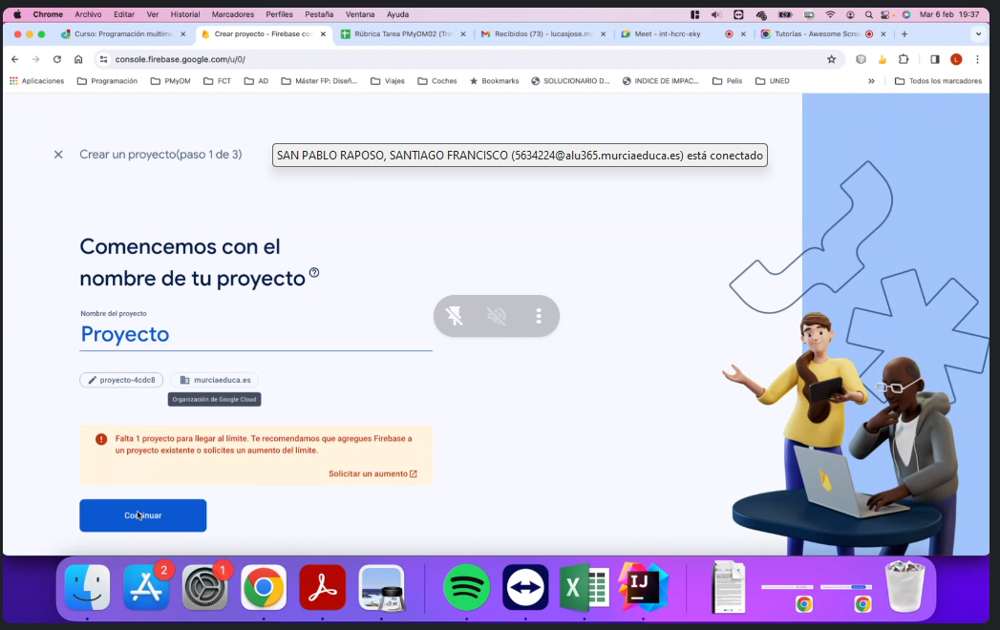 Chrome Archivo Editar Ver Historial Marcadores Perfiles Pestaña Ventana Ayuda Mar 6 feb 19:37
Curso: Programación multim Crear proyecto - Firebase con Rúbrica Tarea PMyDM02 (Tri Recibidos (73) - lucasjose.m Meet - int-hcrc-eky Tutorías - Awesome Scre
console.firebase.google.com/u/0/
Aplicaciones Programación PMyDM FCT AD Máster FP: Diseñ... Viajes Coches Bookmarks SOLUCIONARIO D... INDICE DE IMPAC... Pelis UNED Todos los marcadores
Crear un proyecto(paso 1 de 3)
SAN PABLO RAPOSO, SANTIAGO FRANCISCO (5634224@alu365.murciaeduca.es) está conectado
Comencemos con el
nombre de tu proyecto
Nombre del proyecto
Proyecto
proyecto-4cdc8 murciaeduca.es
Organización de Google Cloud
Falta 1 proyecto para llegar al límite. Te recomendamos que agregues Firebase a
un proyecto existente o solicites un aumento del límite.
Solicitar un aumento
Continuar
2 1
X IJ